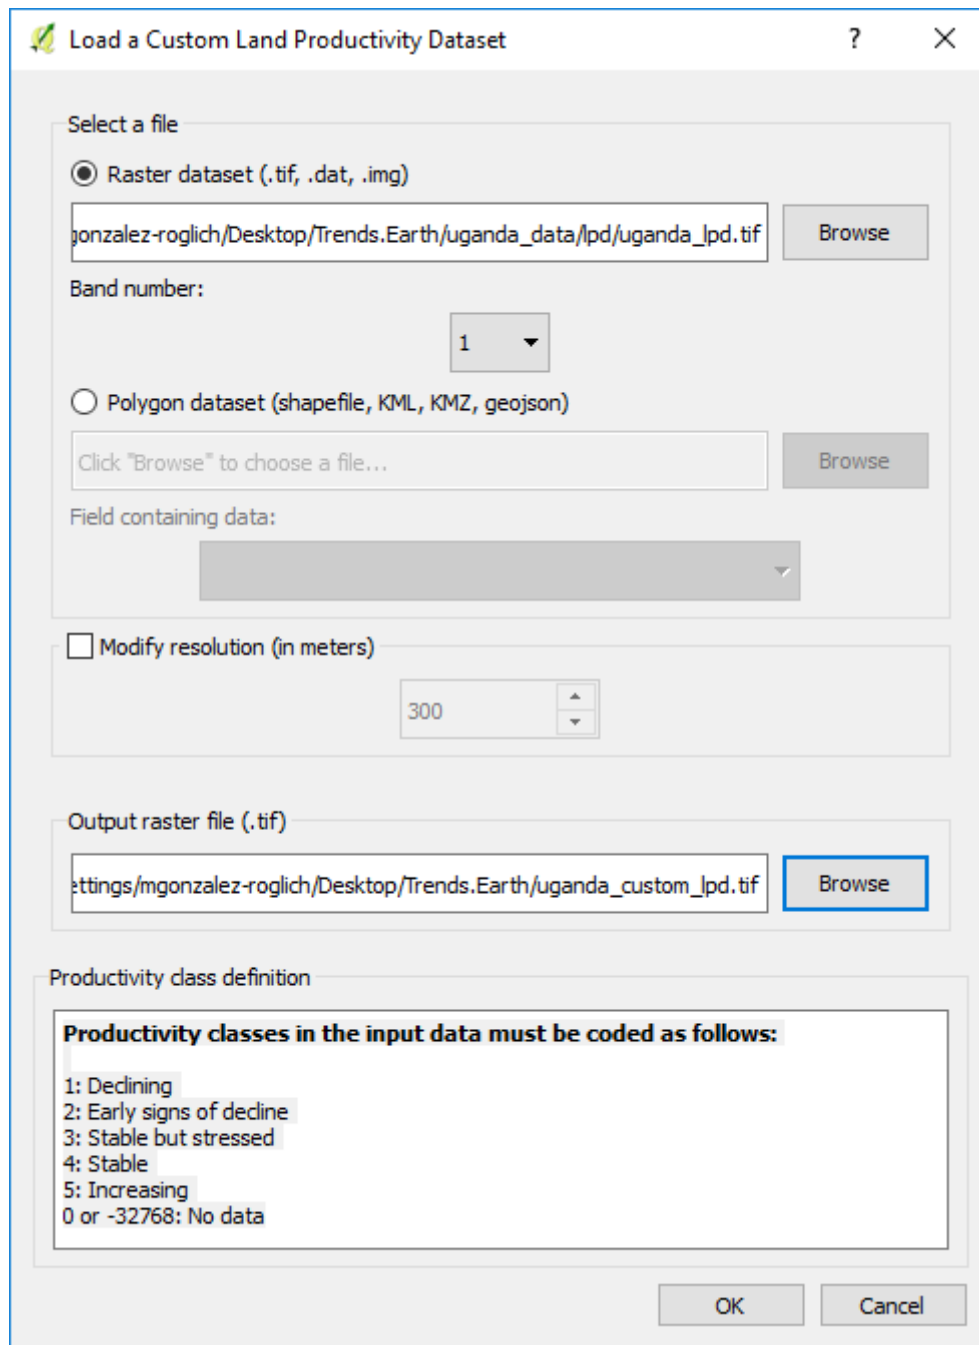 Load a Custom Land Productivity Dataset
?
Select a file
Raster dataset (.tif, .dat, .img)
gonzalez-roglich/Desktop/Trends.Earth/uganda_data/lpd/uganda_lpd.tif
Browse
Band number:
1
Polygon dataset (shapefile, KML, KMZ, geojson)
Click "Browse" to choose a file...
Browse
Field containing data:
Modify resolution (in meters)
300
Output raster file (.tif)
ettings/mgonzalez-roglich/Desktop/Trends.Earth/uganda_custom_lpd.tif
Browse
Productivity class definition
Productivity classes in the input data must be coded as follows:
1: Declining
2: Early signs of decline
3: Stable but stressed
4: Stable
5: Increasing
0 or -32768: No data
OK
Cancel